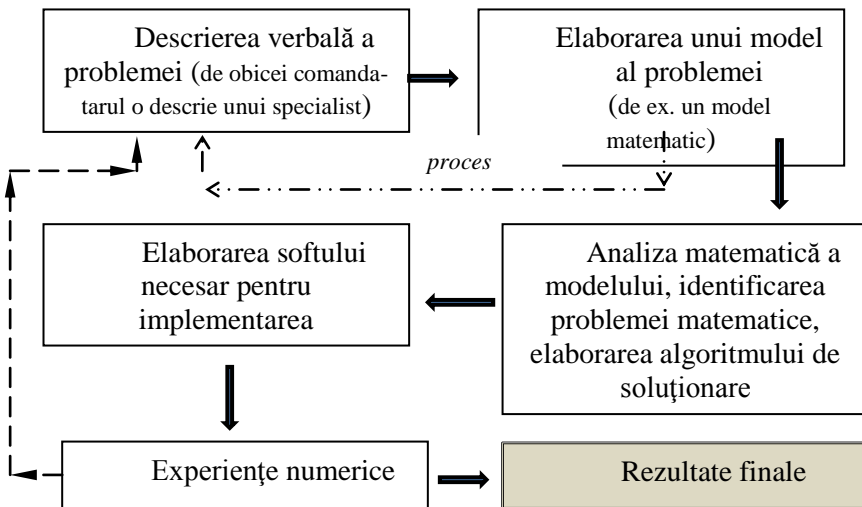 Descrierea verbală a
problemei (de obicei comanda-
tarul o descrie unui specialist)
Elaborarea unui model
al problemei
(de ex. un model
matematic)
proces
Elaborarea softului
necesar pentru
implementarea
Analiza matematică a
modelului, identificarea
problemei matematice,
elaborarea algoritmului de
soluţionare
Experienţe numerice
Rezultate finale